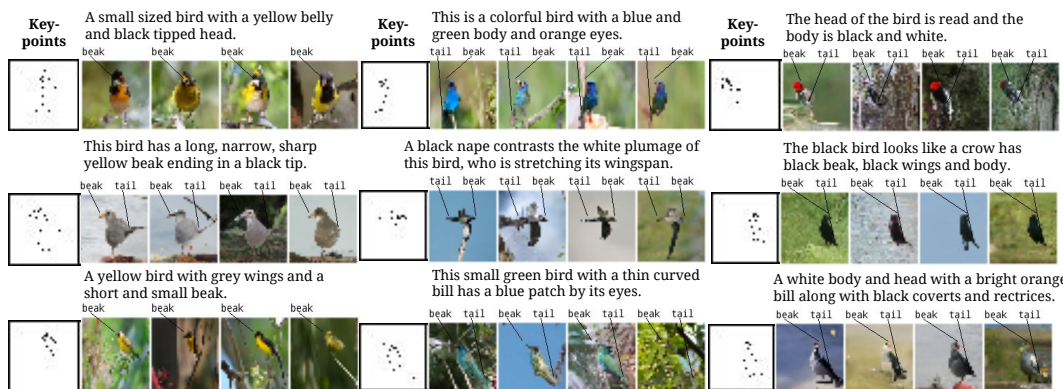 Key-
points
A small sized bird with a yellow belly
and black tipped head.
beak beak beak beak
Key-
points
This is a colorful bird with a blue and
green body and orange eyes.
tail beak tail beak tail beak tail beak
Key-
points
The head of the bird is read and the
body is black and white.
beak tail beak tail beak tail beak tail
This bird has a long, narrow, sharp
yellow beak ending in a black tip.
beak tail beak tail beak tail beak tail
A black nape contrasts the white plumage of
this bird, who is stretching its wingspan.
tail beak tail beak tail beak tail beak
The black bird looks like a crow has
black beak, black wings and body.
beak tail beak tail beak tail beak tail
A yellow bird with grey wings and a
short and small beak.
beak beak beak beak
This small green bird with a thin curved
bill has a blue patch by its eyes.
beak tail beak tail beak tail beak tail
A white body and head with a bright orange
bill along with black coverts and rectrices.
beak tail beak tail beak tail beak tail